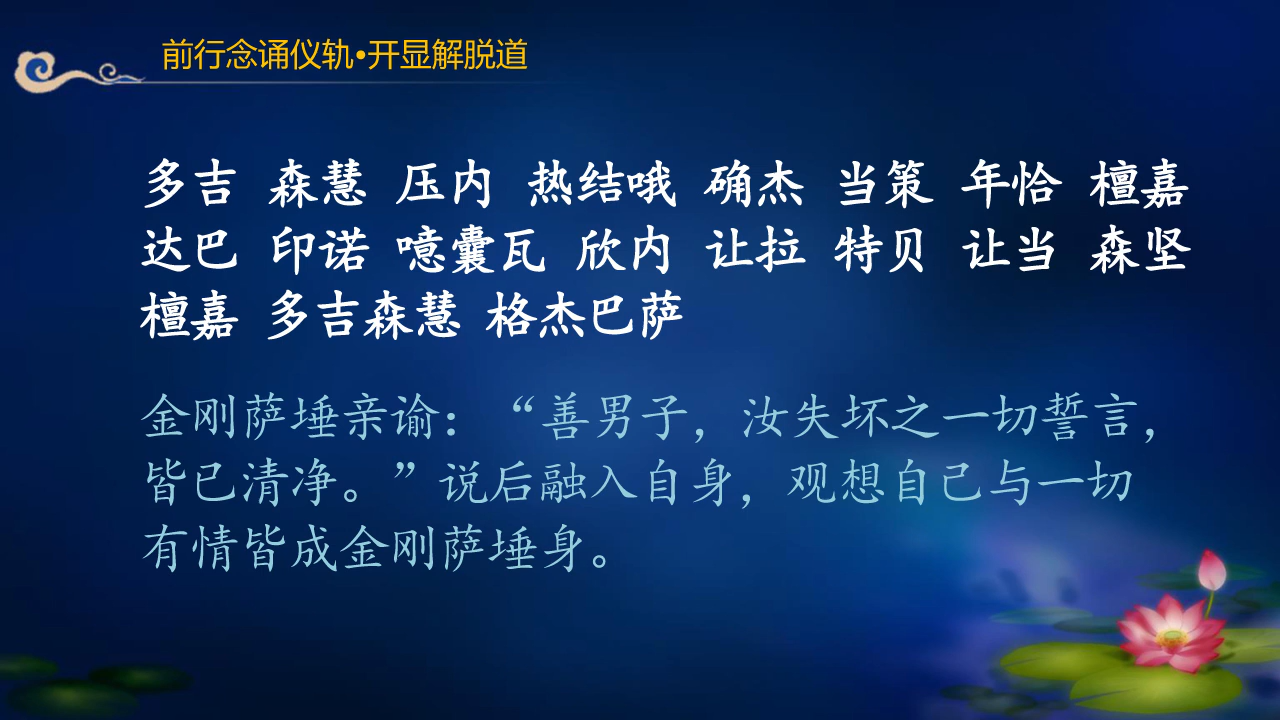 前行念诵仪轨•开显解脱道
多吉 森慧 压内 热结哦 确杰 当策 年恰 檀嘉
达巴 印诺 噫囊瓦 欣内 让拉 特贝 让当 森坚
檀嘉 多吉森慧 格杰巴萨
金刚萨埵亲谕：“善男子，汝失坏之一切誓言，
皆已清净。”说后融入自身，观想自己与一切
有情皆成金刚萨埵身。